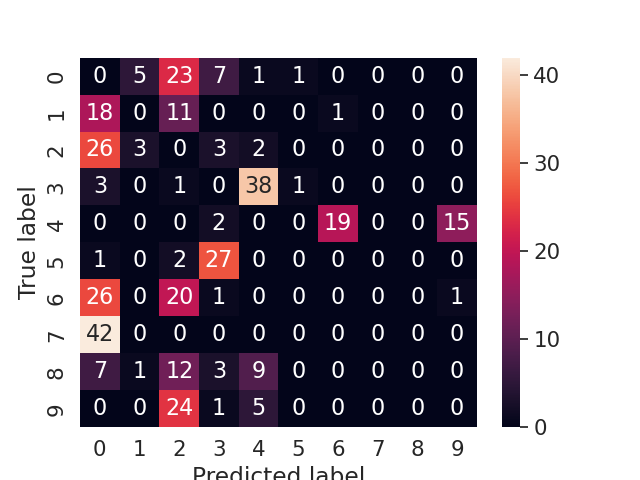 0 0 5 23 7 1 1 0 0 0 0
1 18 0 11 0 0 0 1 0 0 0
2 26 3 0 3 2 0 0 0 0 0
3 3 0 1 0 38 1 0 0 0 0
4 0 0 0 2 0 0 19 0 0 15
5 1 0 2 27 0 0 0 0 0 0
6 26 0 20 1 0 0 0 0 0 1
7 42 0 0 0 0 0 0 0 0 0
8 7 1 12 3 9 0 0 0 0 0
9 0 0 24 1 5 0 0 0 0 0
0 1 2 3 4 5 6 7 8 9
Predicted label
True label
40
30
20
10
0